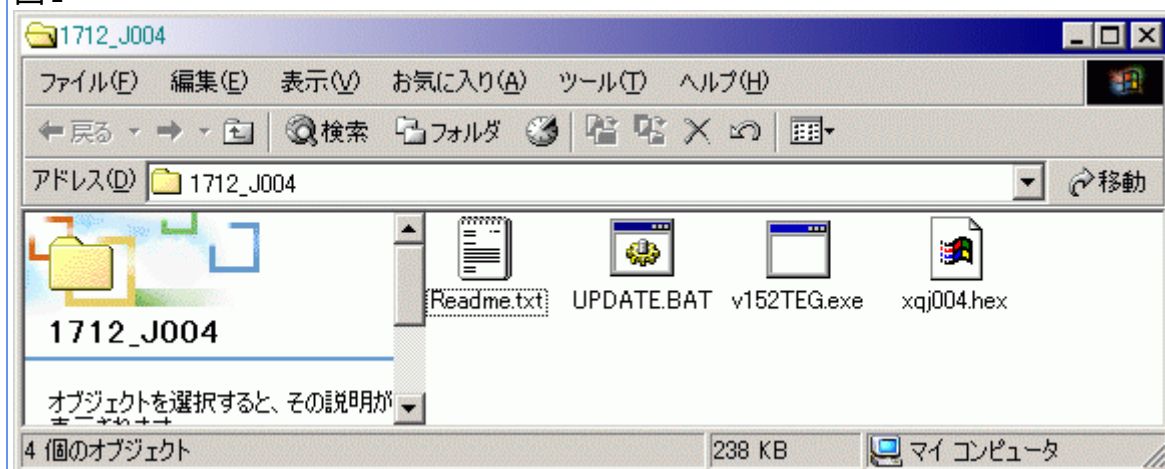 1712_J004
ファイル(F) 編集(E) 表示(V) お気に入り(A) ツール(T) ヘルプ(H)
戻る 検索 フォルダ
アドレス(D) 1712_J004 移動
Readme.txt UPDATE.BAT v152TEG.exe xqj004.hex
1712_J004
オブジェクトを選択すると、その説明が
4 個のオブジェクト 238 KB マイ コンピュータ